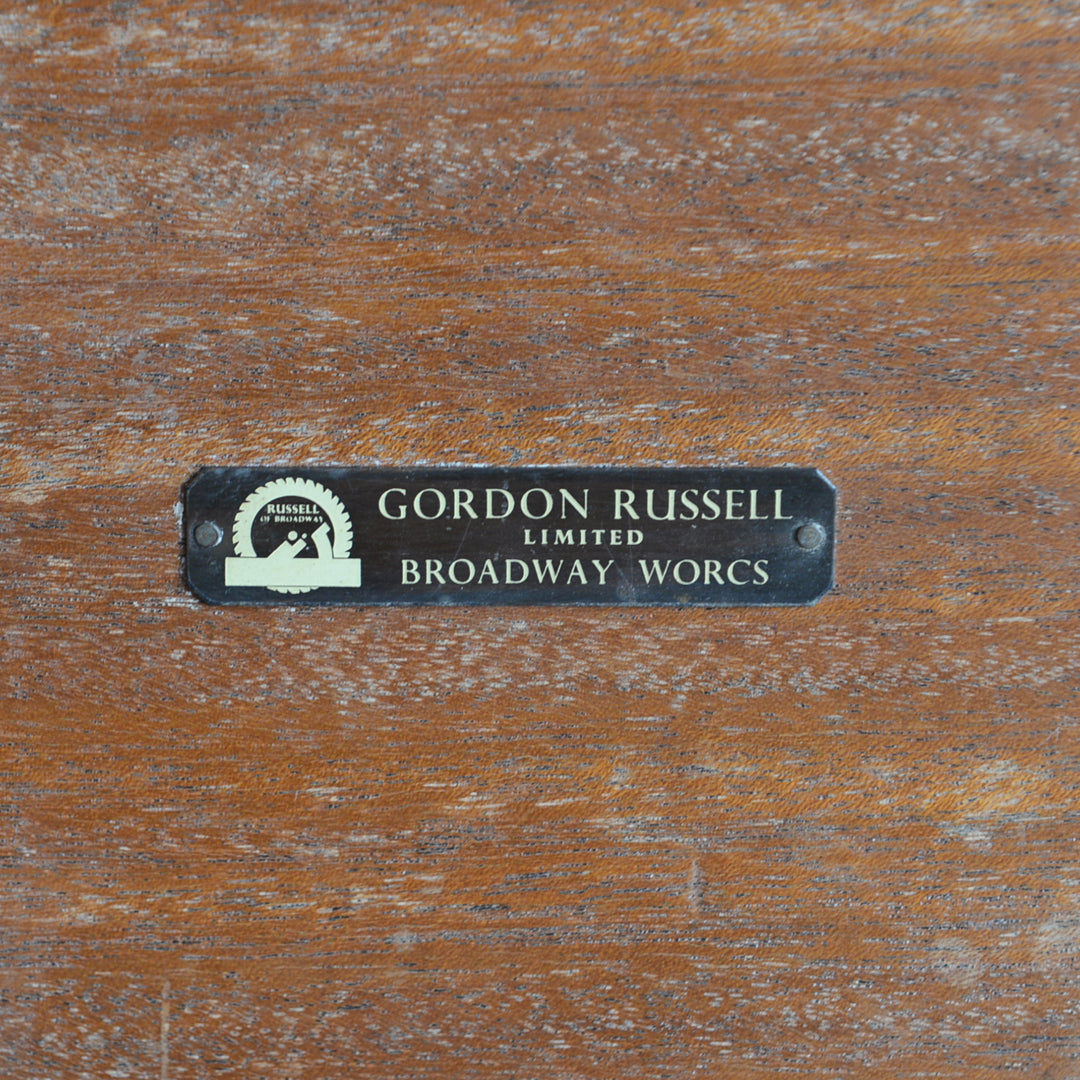 RUSSELL
OF BROADWAY
GORDON RUSSELL
LIMITED
BROADWAY WORCS